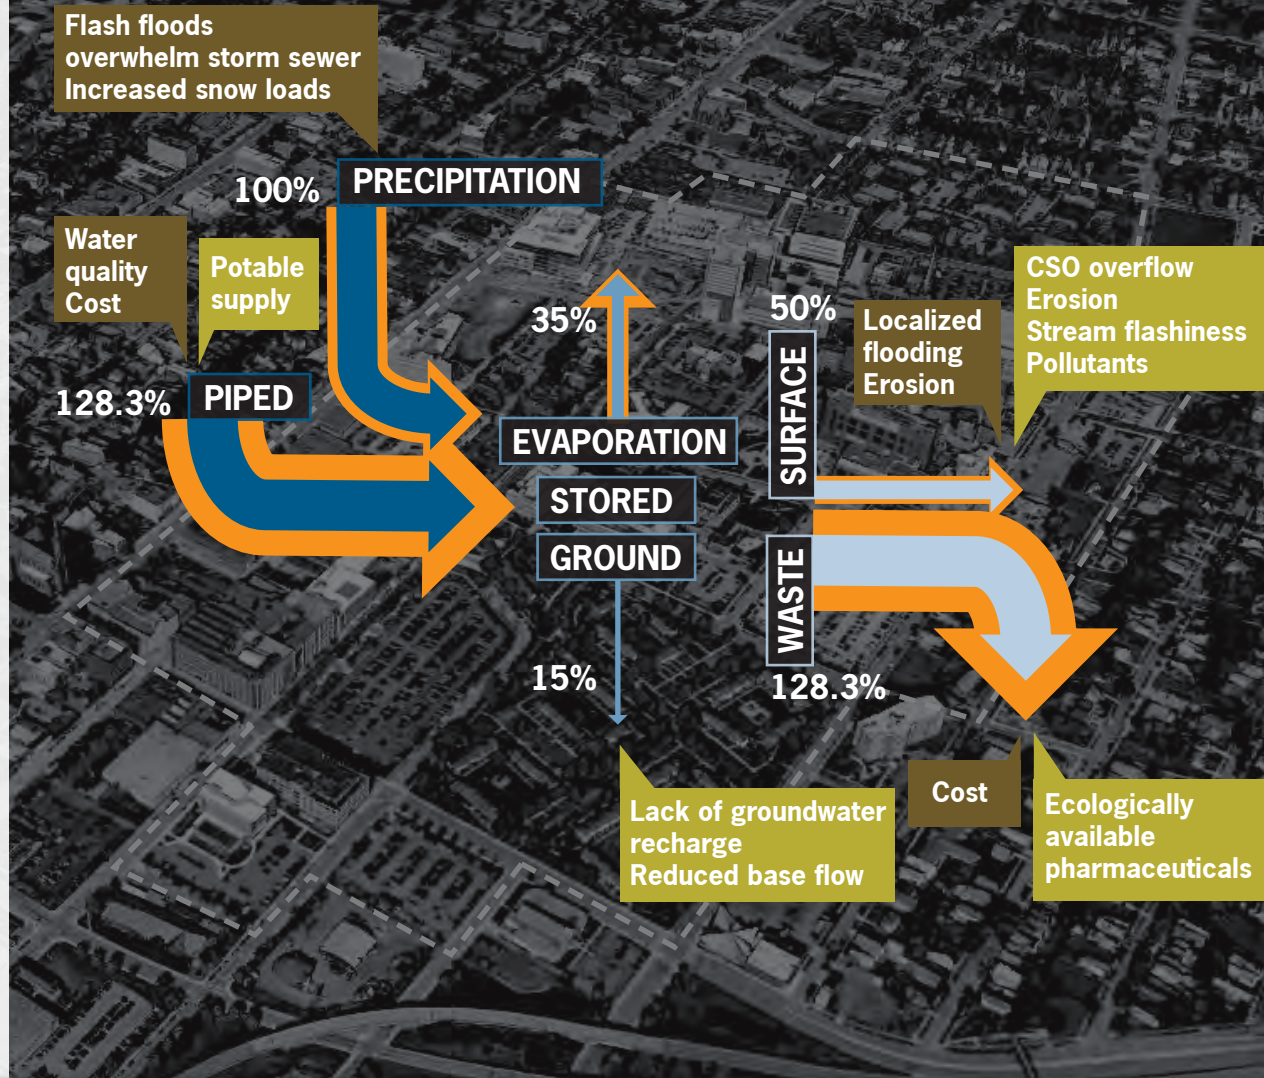 Flash floods
overwhelm storm sewer
Increased snow loads
PRECIPITATION
100%
Water
quality
Cost
Potable
supply
128.3%
PIPED
35%
EVAPORATION
STORED
GROUND
15%
50%
SURFACE
WASTE
128.3%
Localized
flooding
Erosion
CSO overflow
Erosion
Stream flashiness
Pollutants
Lack of groundwater
recharge
Reduced base flow
Cost
Ecologically
available
pharmaceuticals